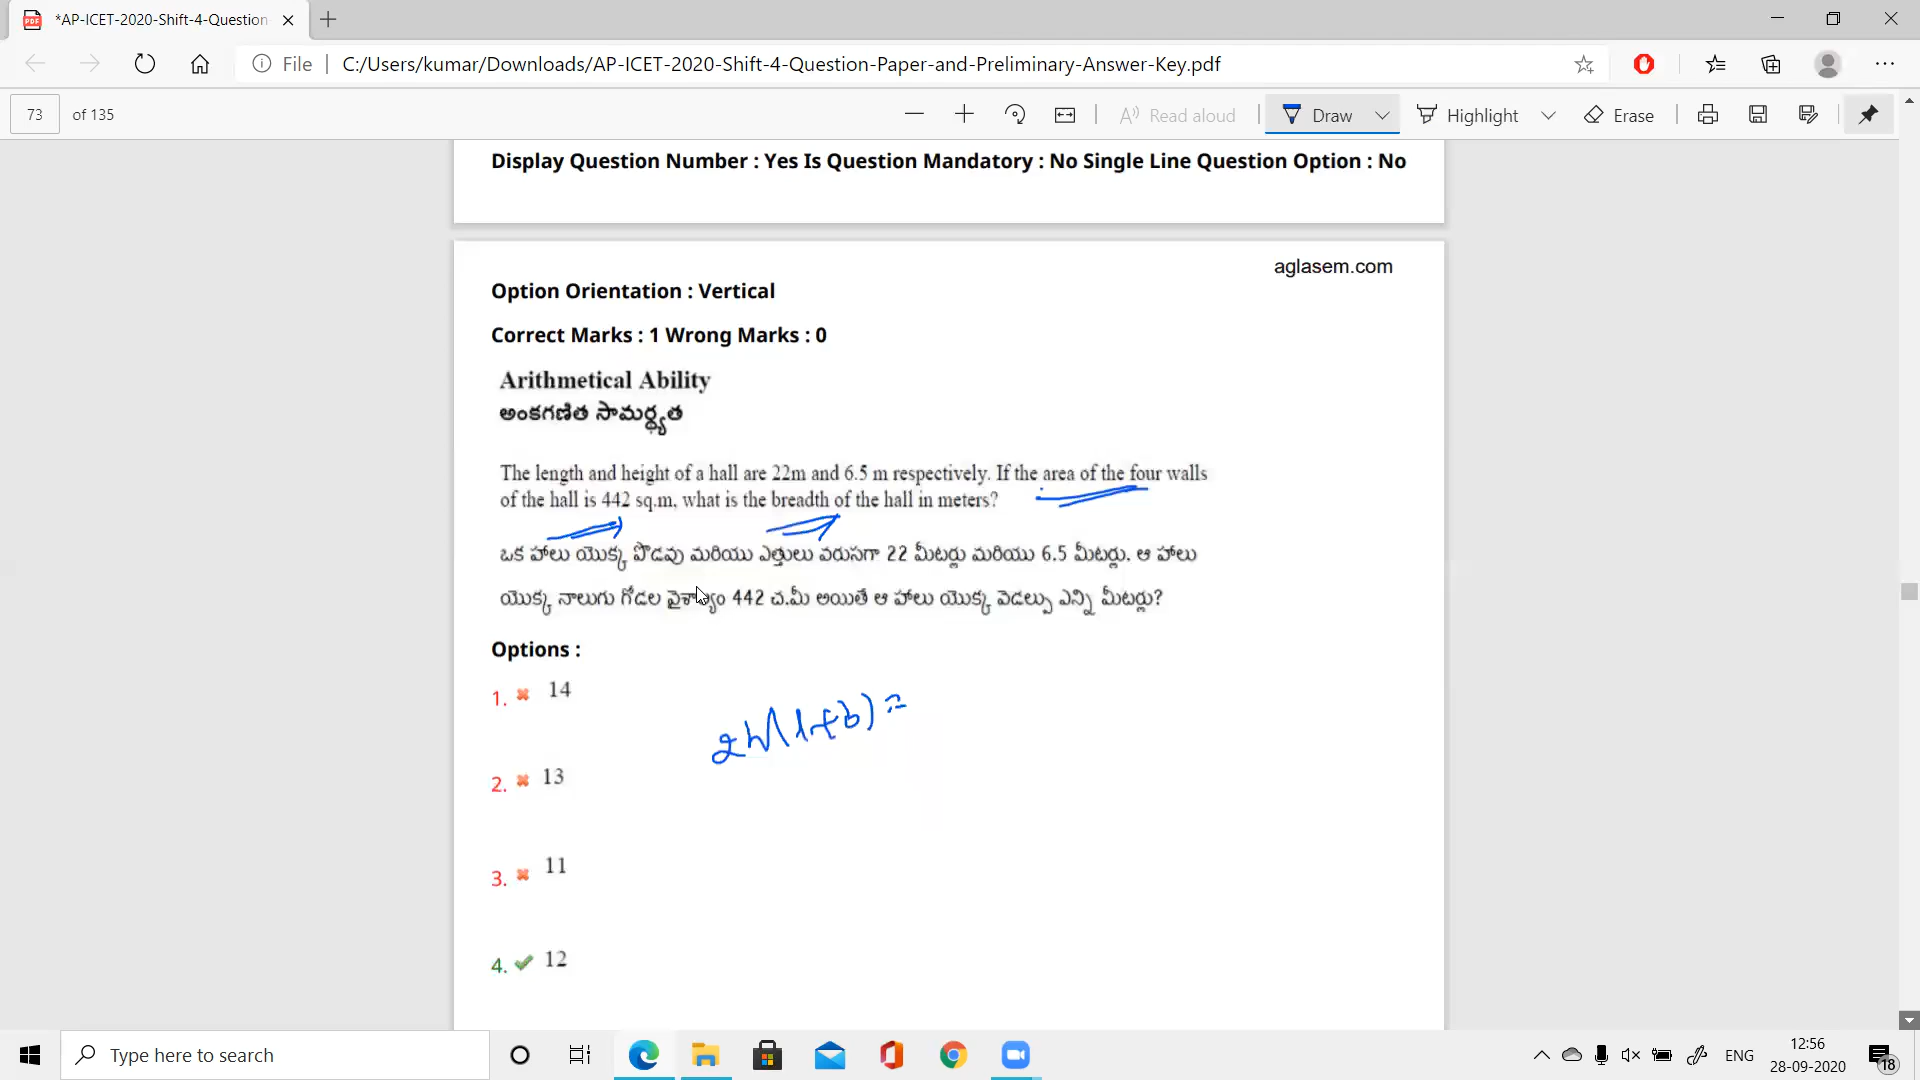 *AP-ICET-2020-Shift-4-Question
File
C:/Users/kumar/Downloads/AP-ICET-2020-Shift-4-Question-Paper-and-Preliminary-Answer-Key.pdf
73 of 135
Read aloud
Draw
Highlight
Erase
Display Question Number : Yes Is Question Mandatory : No Single Line Question Option : No
aglasem.com
Option Orientation : Vertical
Correct Marks : 1 Wrong Marks : 0
Arithmetical Ability
అంకగణిత సామర్థ్యత
The length and height of a hall are 22m and 6.5 m respectively. If the area of the four walls
of the hall is 442 sq.m, what is the breadth of the hall in meters?
ఒక హాలు యొక్క పొడవు మరియు ఎత్తులు వరుసగా 22 మీటర్లు మరియు 6.5 మీటర్లు. ఆ హాలు
యొక్క నాలుగు గోడల వైశాల్యం 442 చ.మీ అయితే ఆ హాలు యొక్క వెడల్పు ఎన్ని మీటర్లు?
Options :
1. 14
2h(l+b) =
2. 13
3. 11
4. 12
Type here to search
ENG
12:56
28-09-2020
18